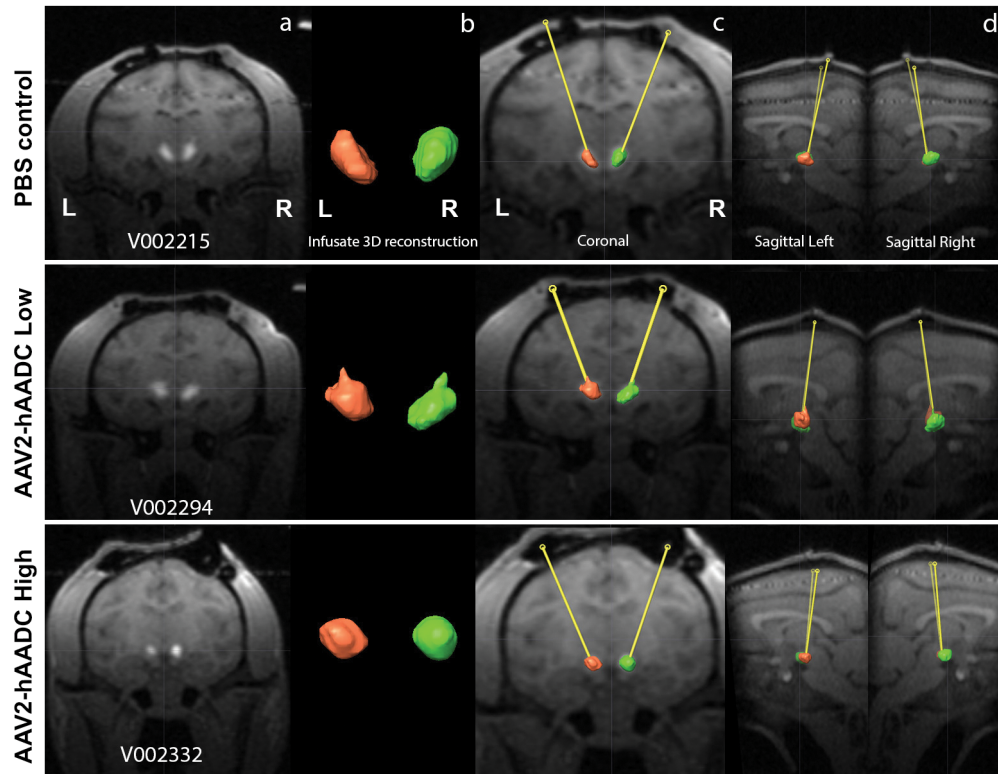 PBS control
a
b
c
d
L
R
V002215
L
R
Infusate 3D reconstruction
L
R
Coronal
Sagittal Left
Sagittal Right
AAV2-hAADC Low
V002294
AAV2-hAADC High
V002332